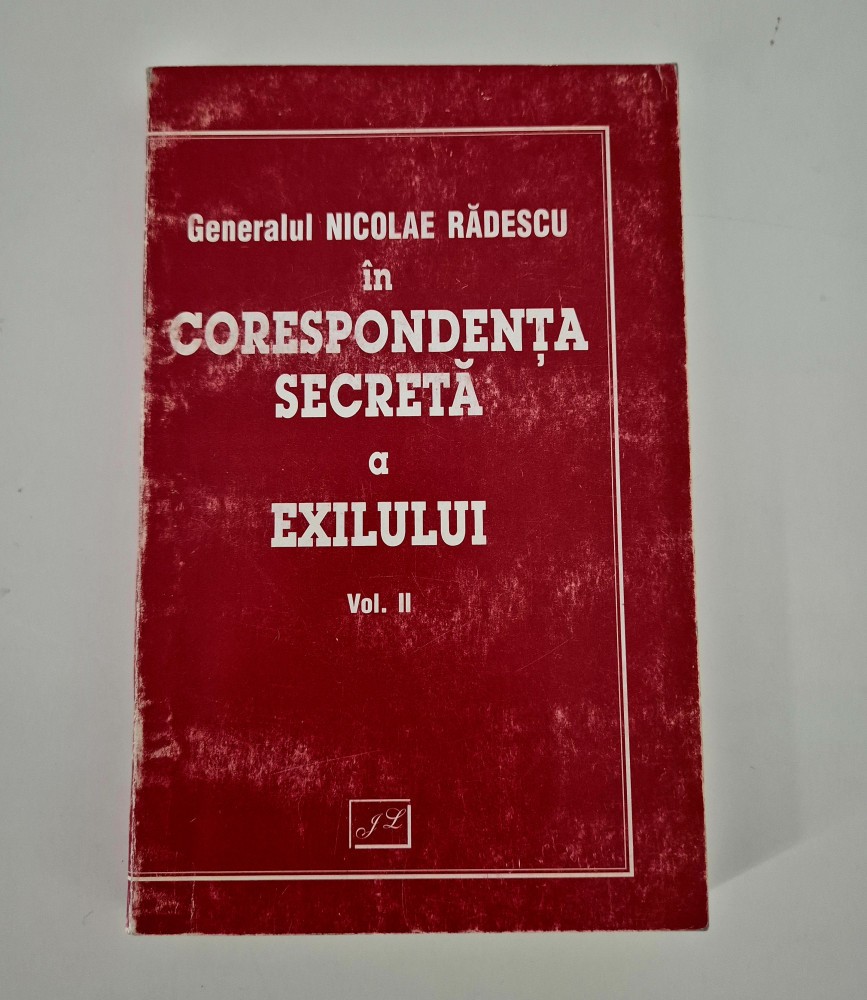 Generalul NICOLAE RĂDESCU
în
CORESPONDENȚA
SECRETĂ
a
EXILULUI
Vol. II
JL